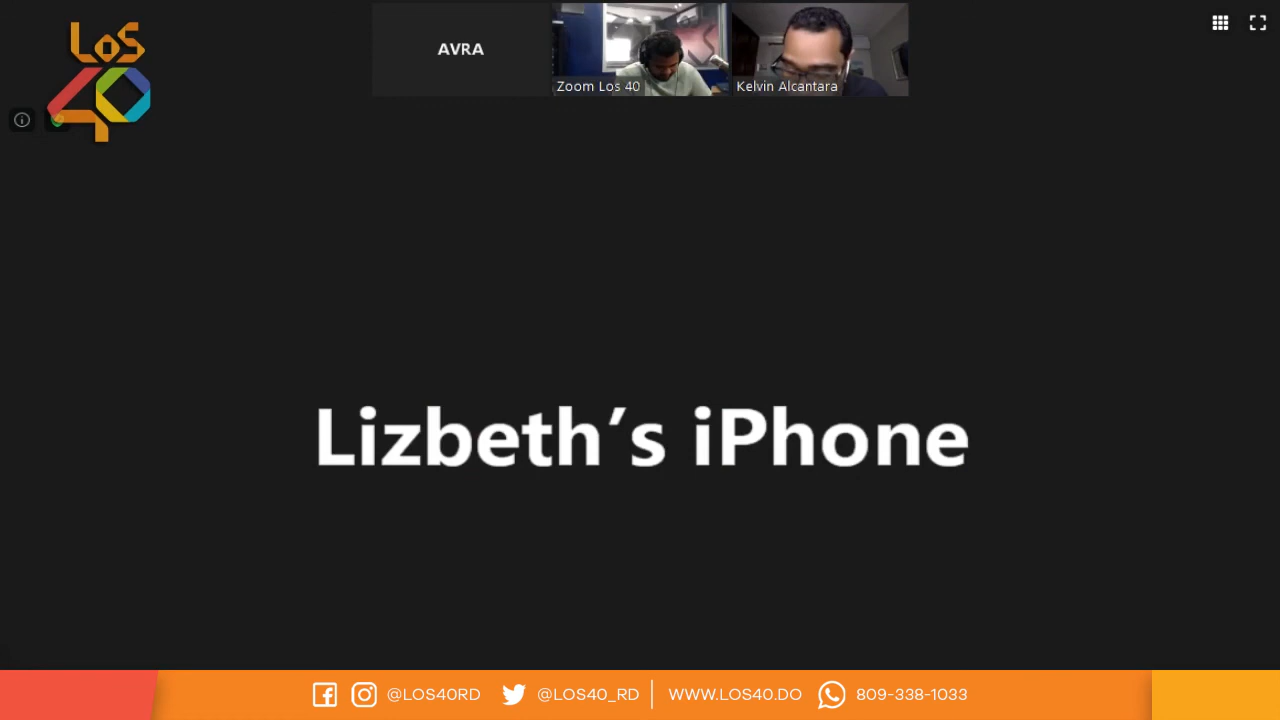 LOS
40
AVRA
Zoom Los 40
Kelvin Alcantara
Lizbeth's iPhone
@LOS40RD
@LOS40_RD
WWW.LOS40.DO
809-338-1033